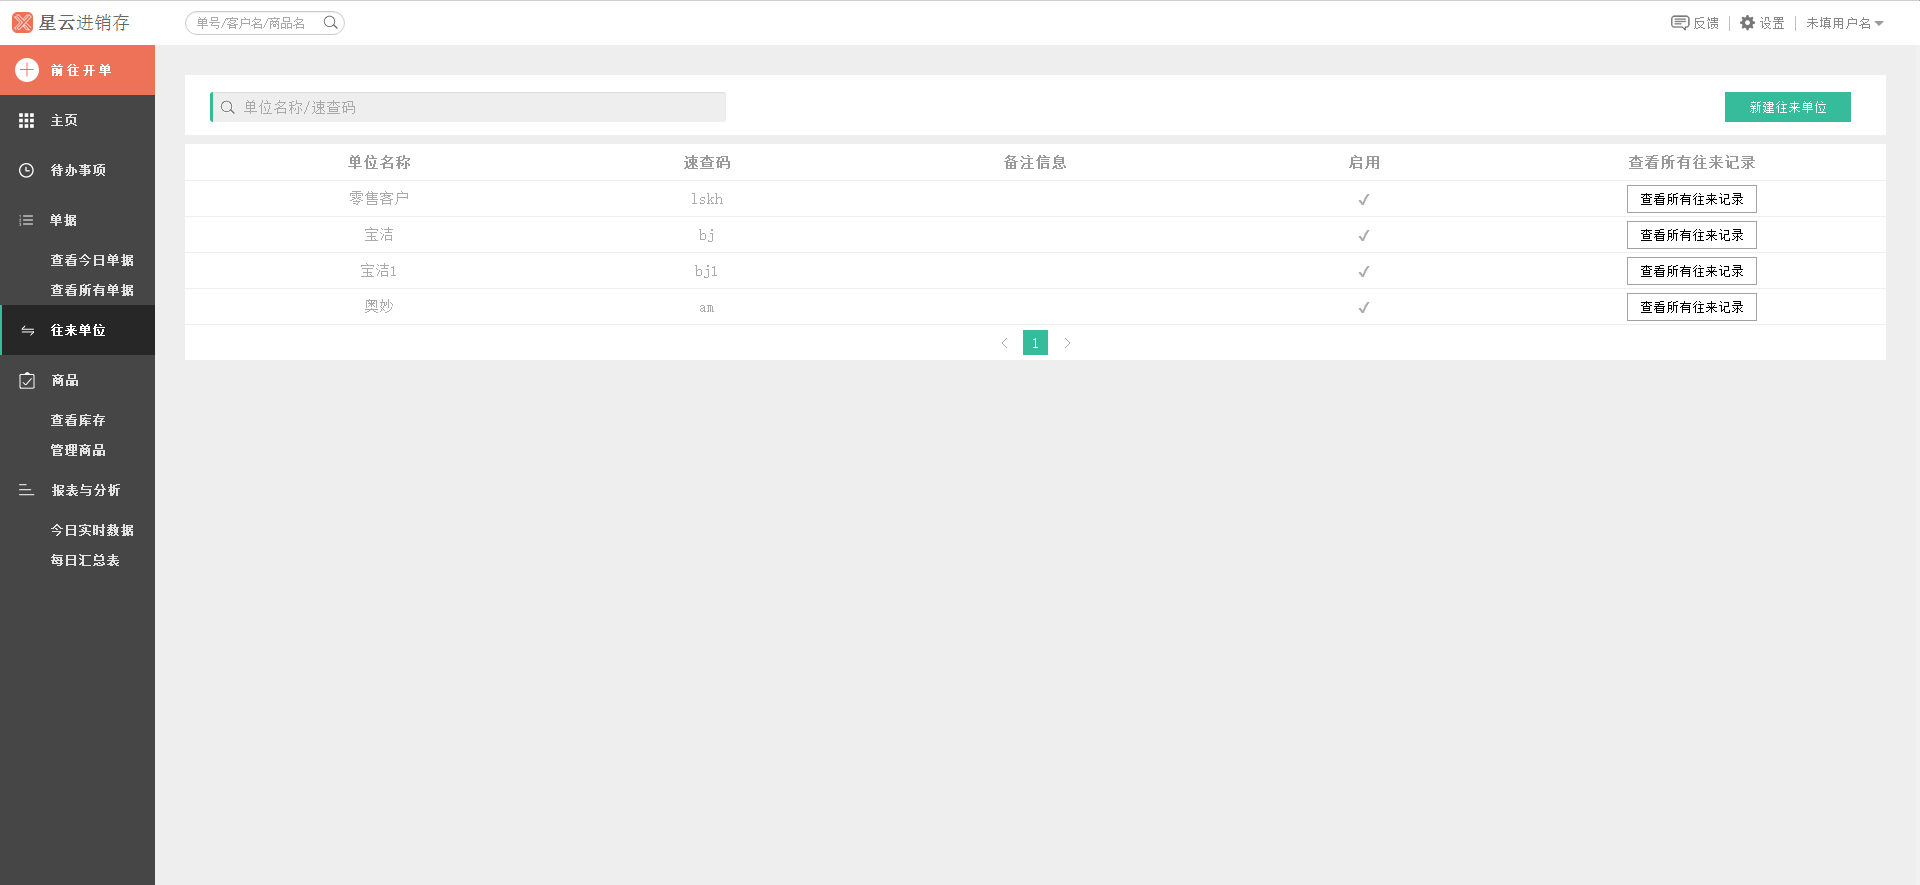 星云进销存
单号/客户名/商品名
反馈
设置
未填用户名
前往开单
主页
待办事项
单据
查看今日单据
查看所有单据
往来单位
商品
查看库存
管理商品
报表与分析
今日实时数据
每日汇总表
单位名称/速查码
新建往来单位
单位名称 速查码 备注信息 启用 查看所有往来记录
零售客户 lskh ✓ 查看所有往来记录
宝洁 bj ✓ 查看所有往来记录
宝洁1 bj1 ✓ 查看所有往来记录
奥妙 am ✓ 查看所有往来记录
< 1 >